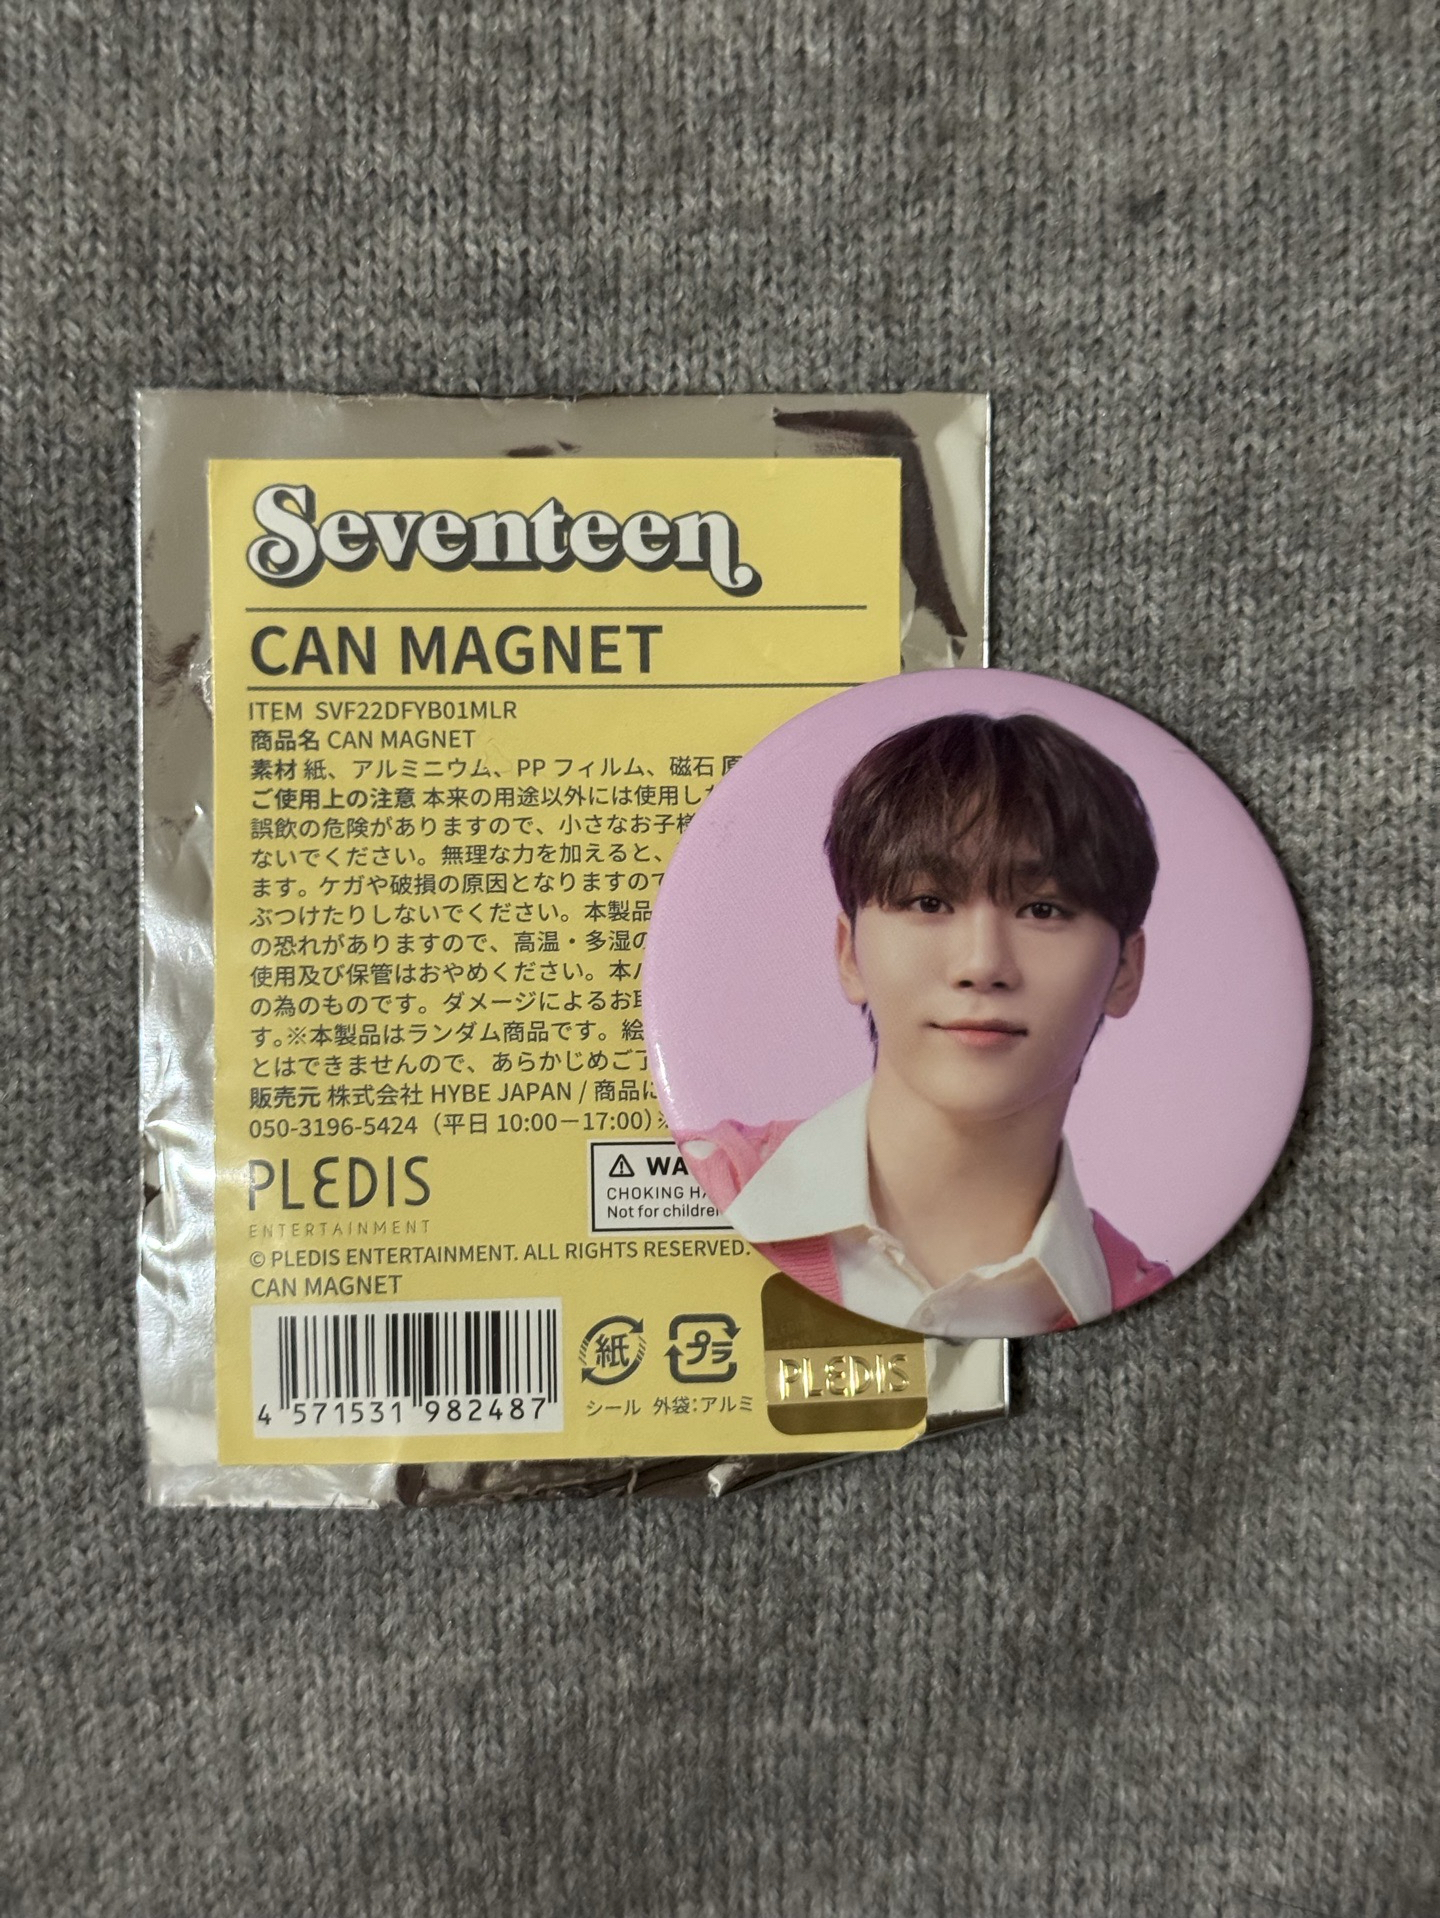 Seventeen
CAN MAGNET
ITEM SVF22DFYB01MLR
商品名 CAN MAGNET
素材 紙、アルミニウム、PP フィルム、磁石
ご使用上の注意 本来の用途以外には使用し
誤飲の危険がありますので、小さなお子様
ないでください。無理な力を加えると、
ます。ケガや破損の原因となりますので
ぶつけたりしないでください。本製品
の恐れがありますので、高温・多湿の
使用及び保管はおやめください。本
の為のものです。ダメージによるお
す。※本製品はランダム商品です。絵
とはできませんので、あらかじめご了
販売元 株式会社 HYBE JAPAN / 商品に
050-3196-5424（平日 10:00－17:00）※
PLEDIS
ENTERTAINMENT
WA
CHOKING HA
Not for children
© PLEDIS ENTERTAINMENT. ALL RIGHTS RESERVED.
CAN MAGNET
4 571531 982487
紙
プラ
シール 外袋：アルミ
PLEDIS